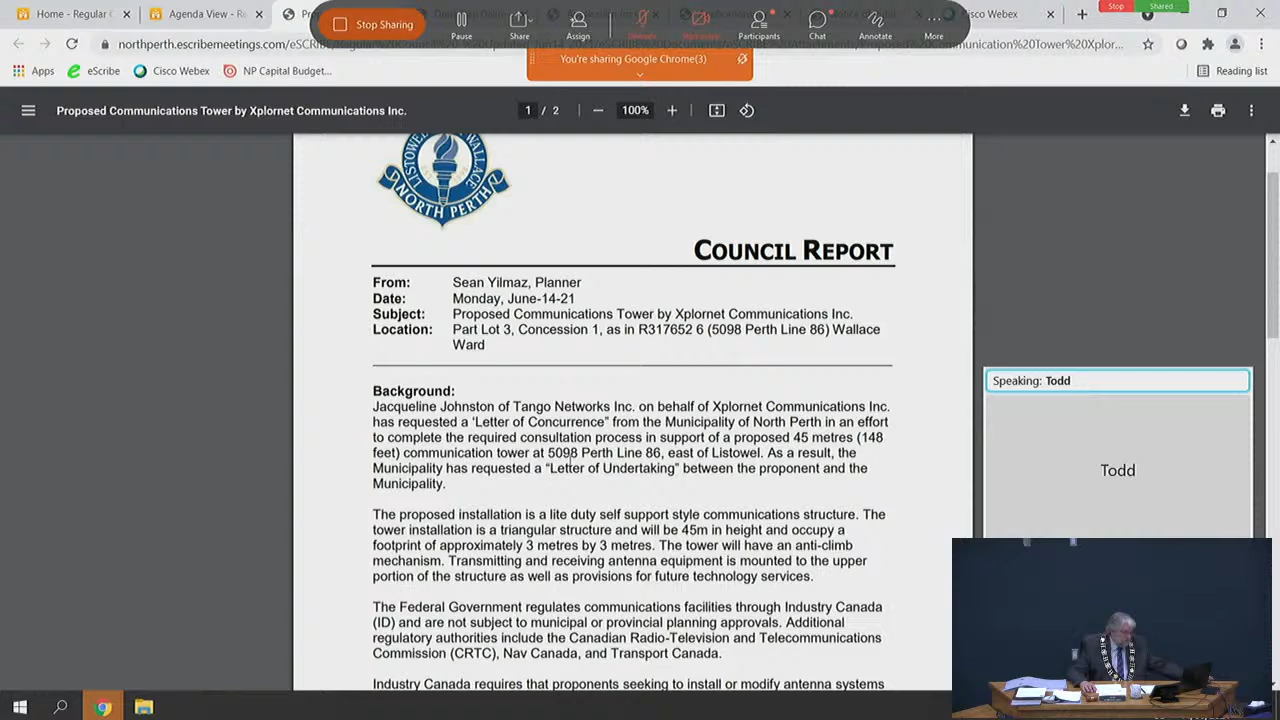 Home - Regular C
Agenda View - Re
Cisco Webex
Stop Sharing
Pause
Share
Assign
Participants
Chat
Annotate
More
Stop
Shared
You're sharing Google Chrome(3)
Apps
eScribe
Cisco Webex
NP Capital Budget...
Reading list
Proposed Communications Tower by Xplornet Communications Inc.
1 / 2
100%
LISTOWEL WALLACE
NORTH PERTH
COUNCIL REPORT
From: Sean Yilmaz, Planner
Date: Monday, June-14-21
Subject: Proposed Communications Tower by Xplornet Communications Inc.
Location: Part Lot 3, Concession 1, as in R317652 6 (5098 Perth Line 86) Wallace
Ward
Background:
Jacqueline Johnston of Tango Networks Inc. on behalf of Xplornet Communications Inc.
has requested a ‘Letter of Concurrence” from the Municipality of North Perth in an effort
to complete the required consultation process in support of a proposed 45 metres (148
feet) communication tower at 5098 Perth Line 86, east of Listowel. As a result, the
Municipality has requested a “Letter of Undertaking” between the proponent and the
Municipality.
The proposed installation is a lite duty self support style communications structure. The
tower installation is a triangular structure and will be 45m in height and occupy a
footprint of approximately 3 metres by 3 metres. The tower will have an anti-climb
mechanism. Transmitting and receiving antenna equipment is mounted to the upper
portion of the structure as well as provisions for future technology services.
The Federal Government regulates communications facilities through Industry Canada
(ID) and are not subject to municipal or provincial planning approvals. Additional
regulatory authorities include the Canadian Radio-Television and Telecommunications
Commission (CRTC), Nav Canada, and Transport Canada.
Industry Canada requires that proponents seeking to install or modify antenna systems
Speaking: Todd
Todd